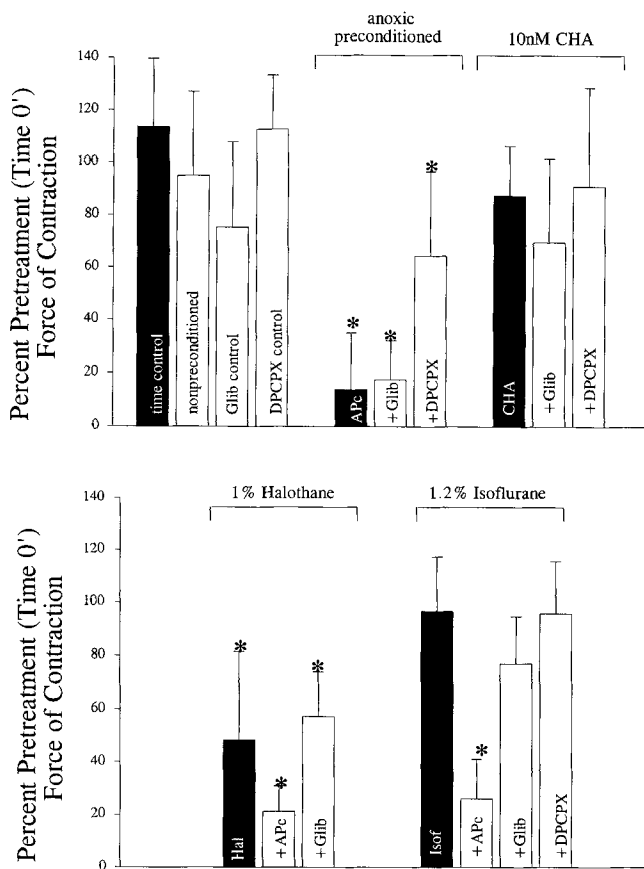 anoxic
preconditioned
10nM CHA
Percent Pretreatment (Time 0')
Force of Contraction
140
120
100
80
60
40
20
0
time control
nonpreconditioned
Glib control
DPCPX control
*
APc
*
+Glib
*
+DPCPX
CHA
+Glib
+DPCPX
1% Halothane
1.2% Isoflurane
Percent Pretreatment (Time 0')
Force of Contraction
140
120
100
80
60
40
20
0
*
Hal
*
+APc
*
+Glib
Isof
*
+APc
+Glib
+DPCPX